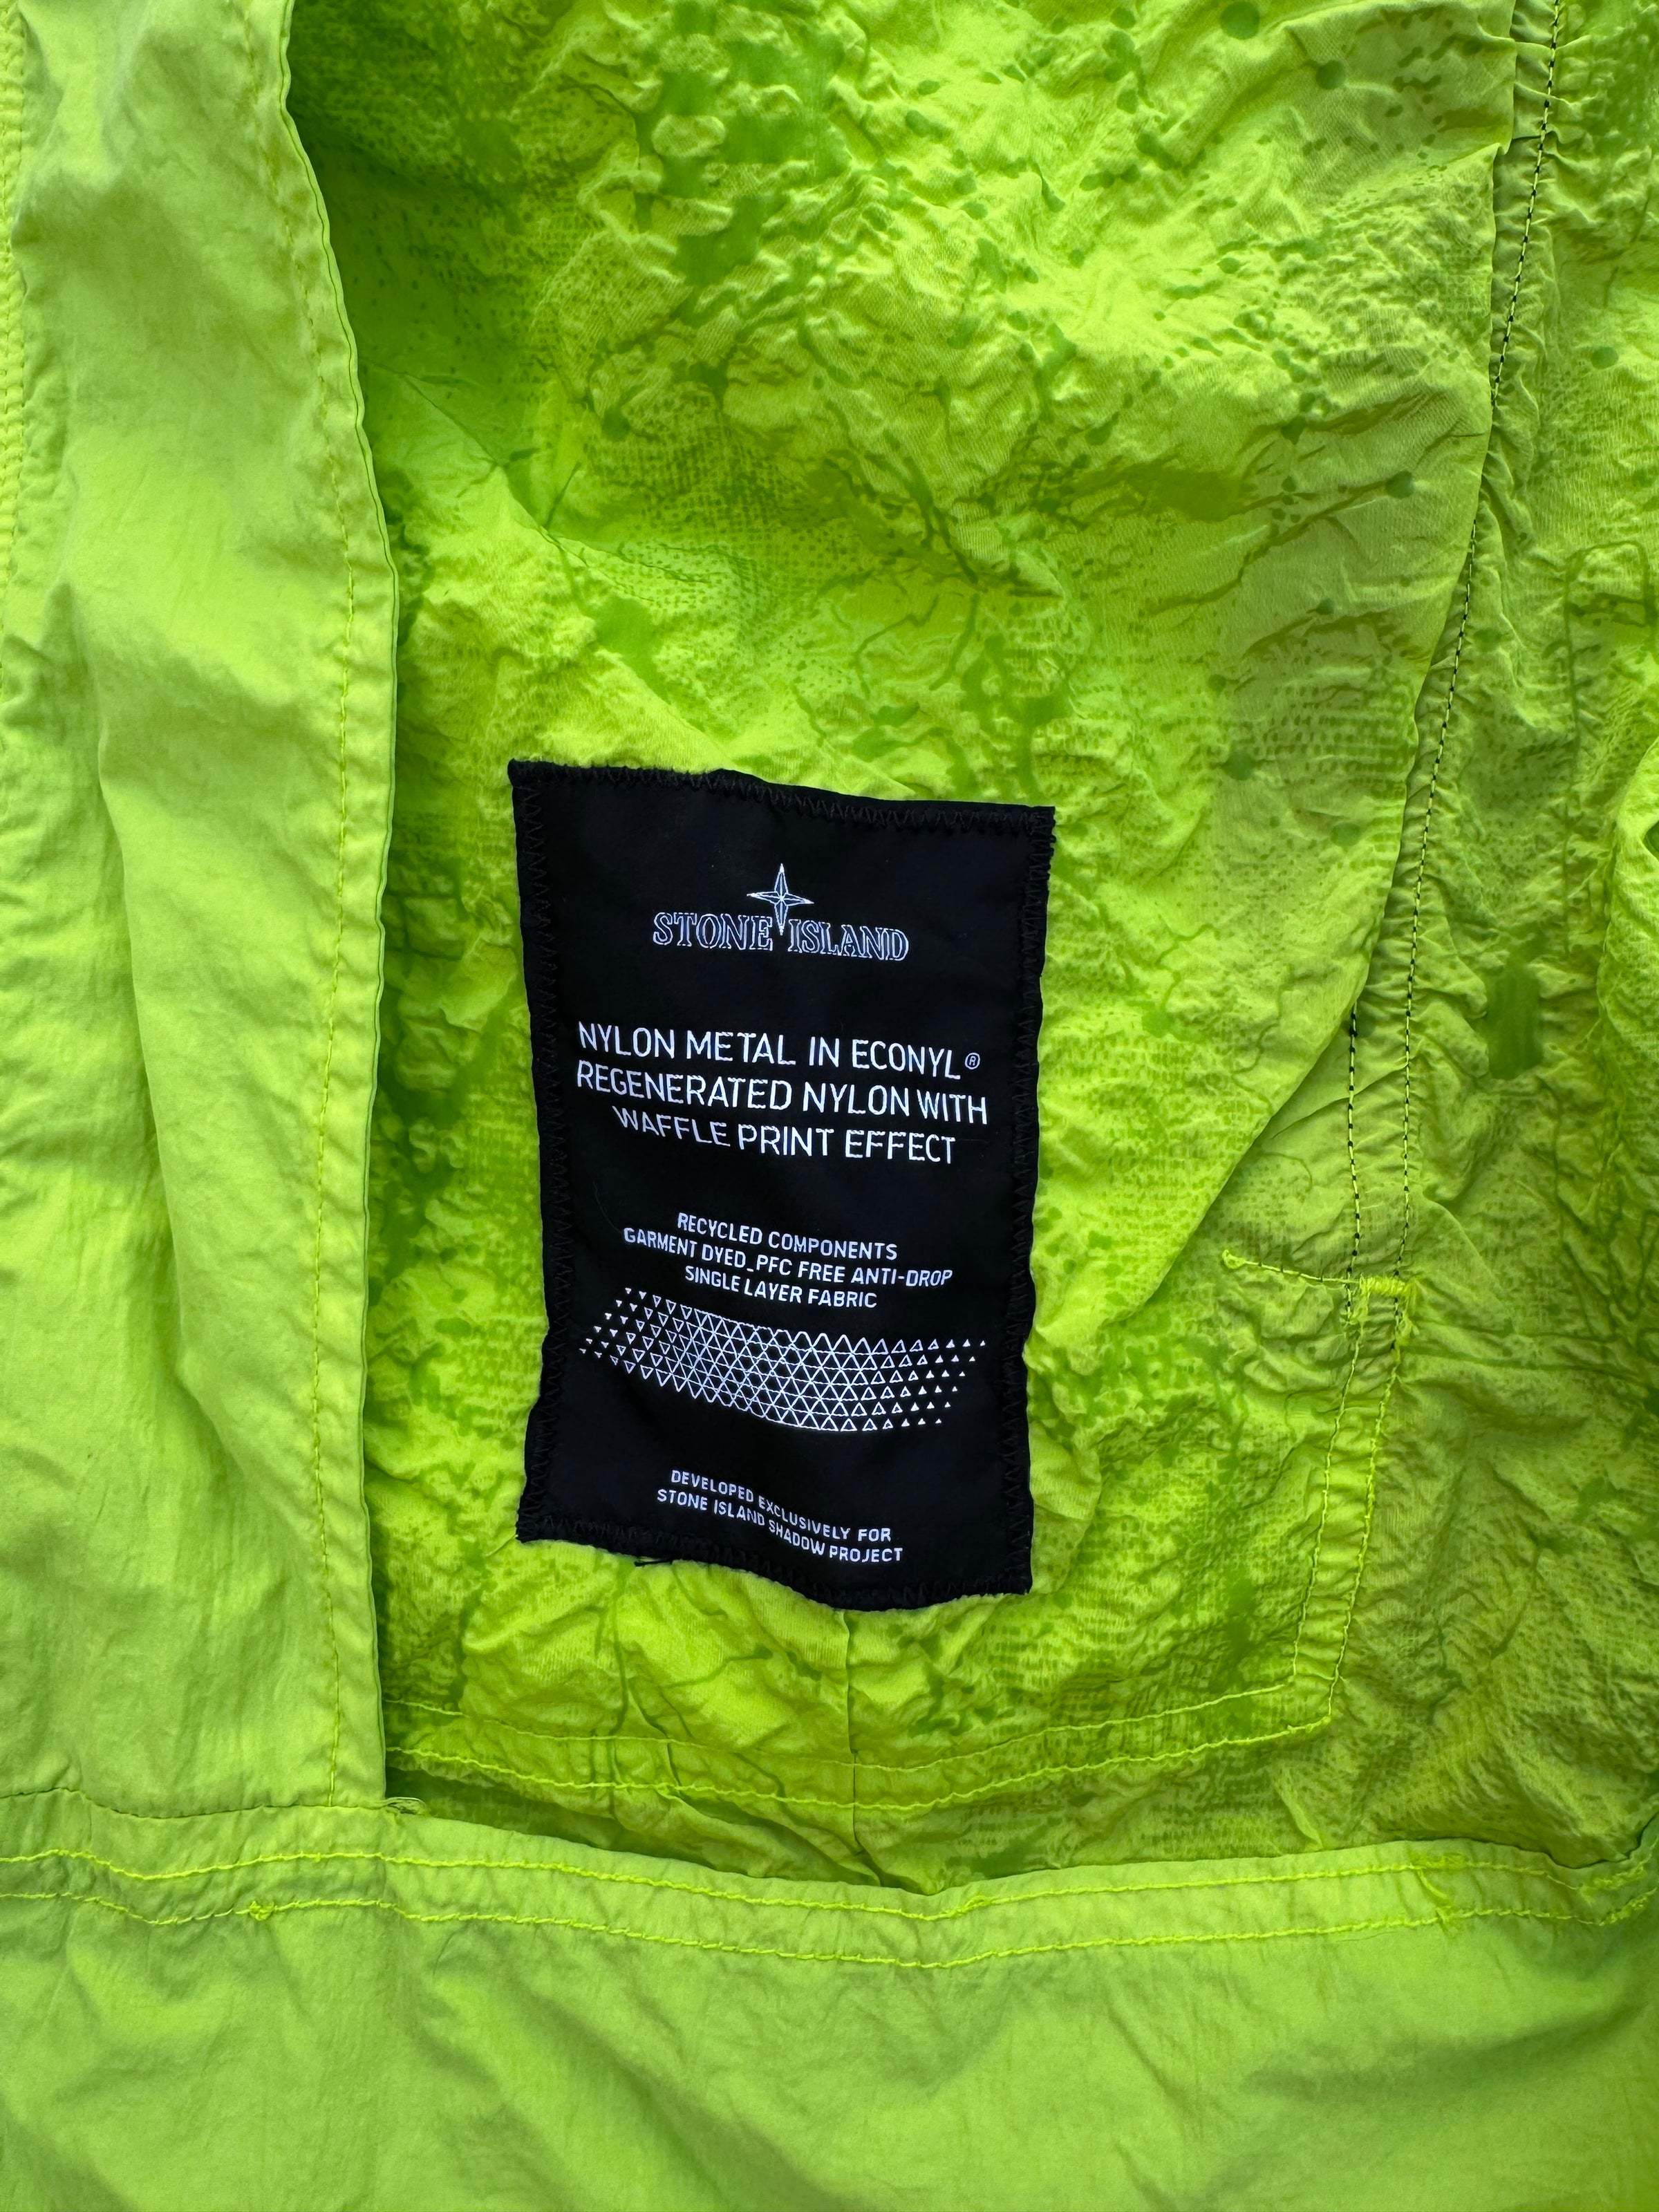 STONE ISLAND
NYLON METAL IN ECONYL®
REGENERATED NYLON WITH
WAFFLE PRINT EFFECT
RECYCLED COMPONENTS
GARMENT DYED_PFC FREE ANTI-DROP
SINGLE LAYER FABRIC
DEVELOPED EXCLUSIVELY FOR
STONE ISLAND SHADOW PROJECT